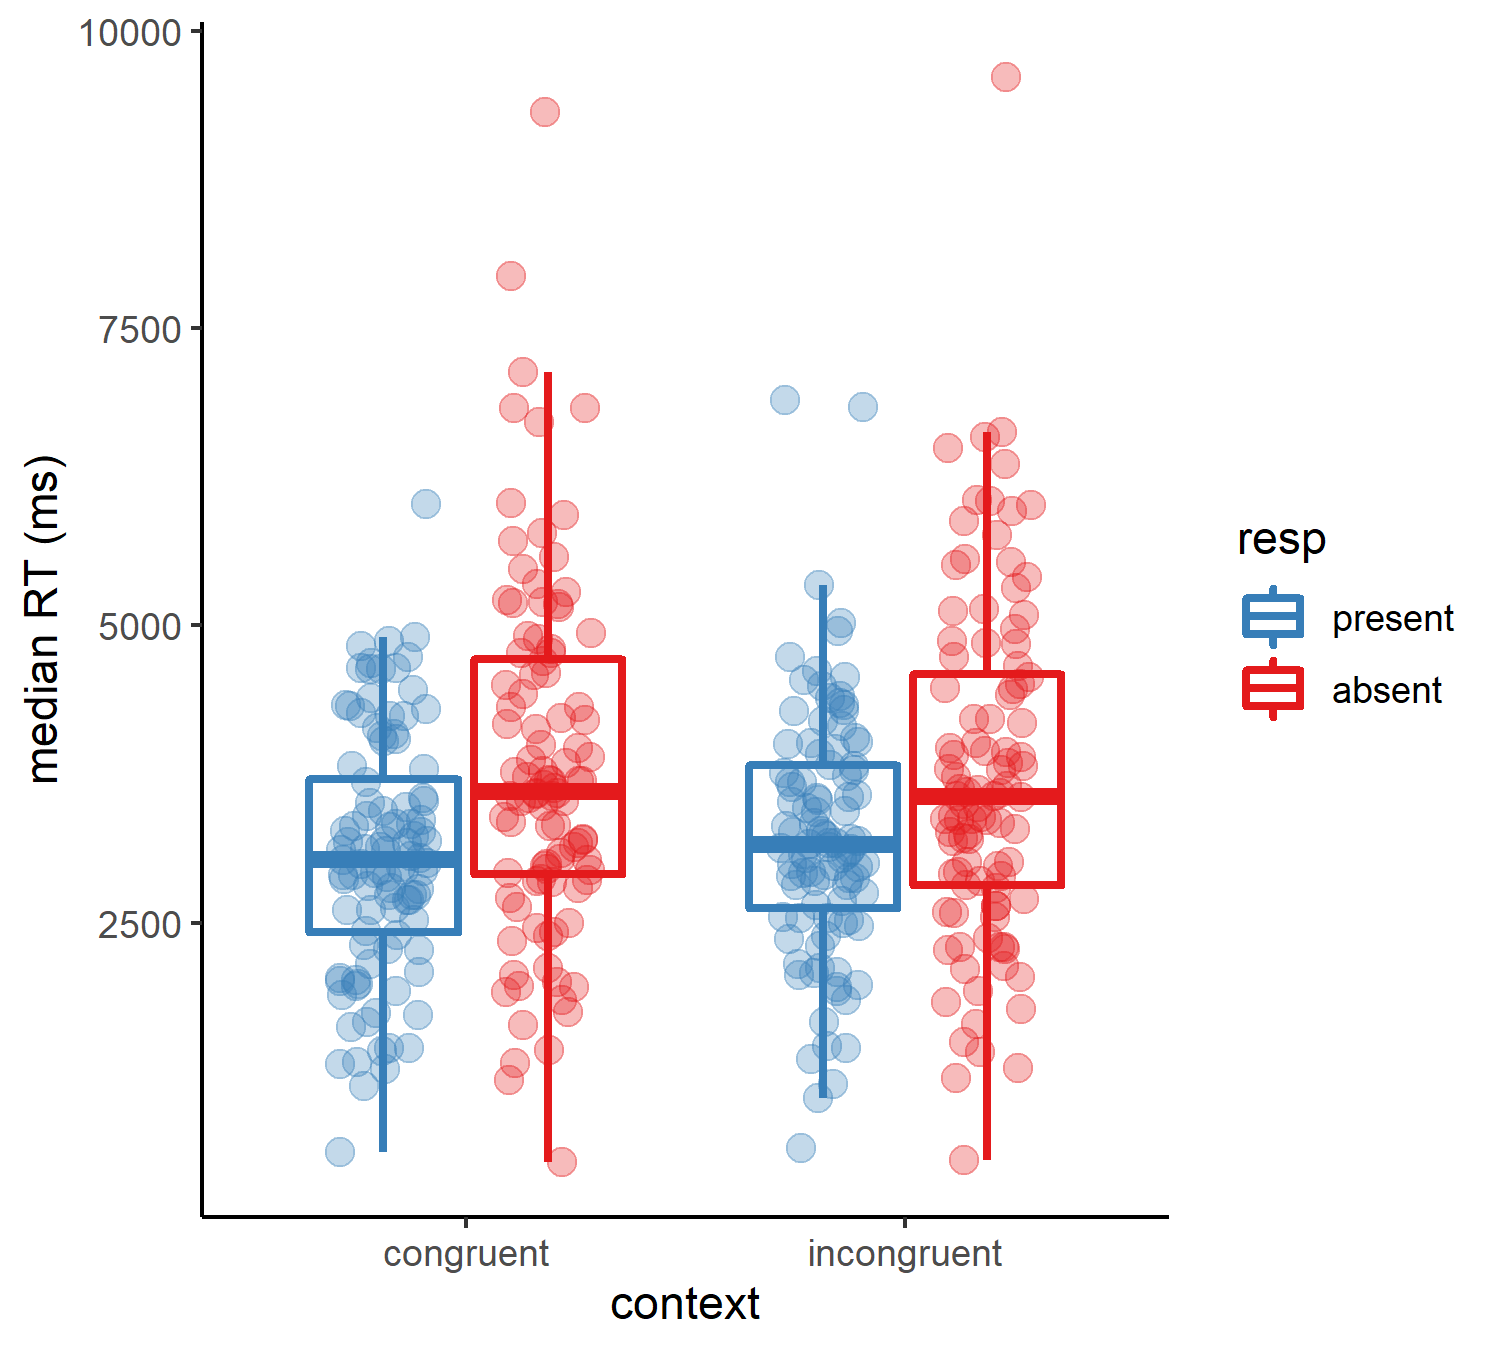 10000
7500
5000
2500
median RT (ms)
congruent
incongruent
context
resp
present
absent